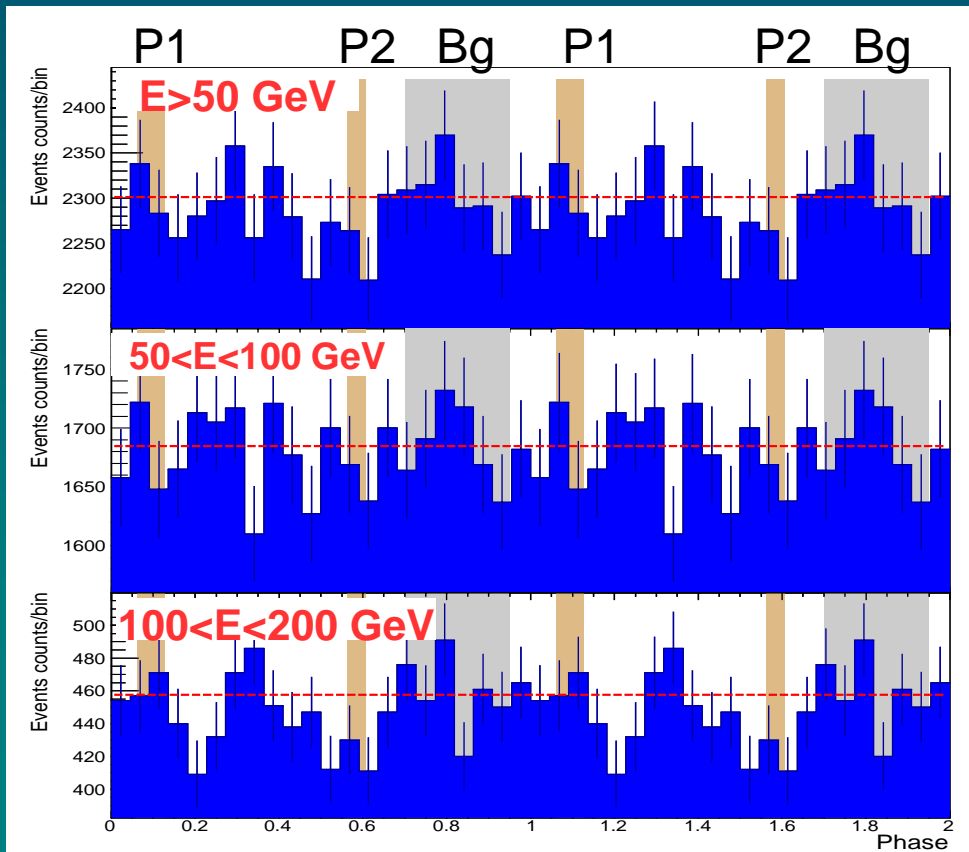 P1 P2 Bg P1 P2 Bg
E>50 GeV
Events counts/bin
2400
2350
2300
2250
2200
50<E<100 GeV
Events counts/bin
1750
1700
1650
1600
100<E<200 GeV
Events counts/bin
500
480
460
440
420
400
0 0.2 0.4 0.6 0.8 1 1.2 1.4 1.6 1.8 2
Phase